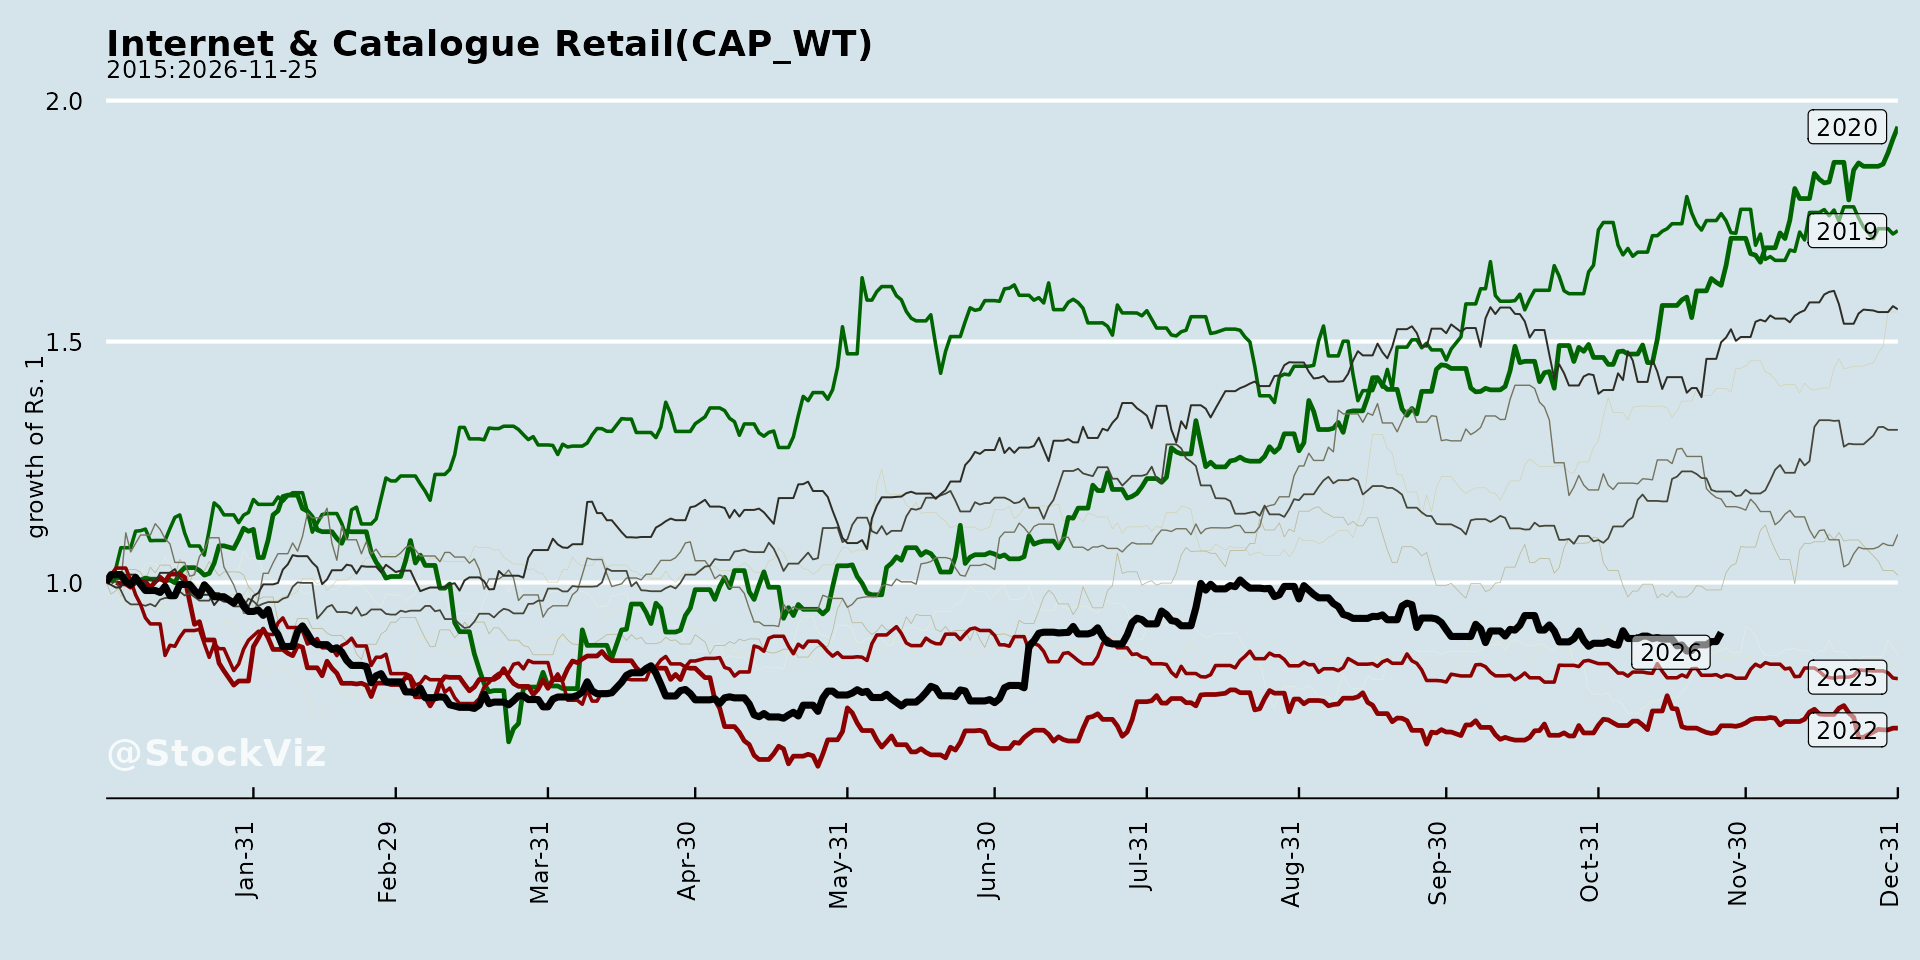 Internet & Catalogue Retail(CAP_WT)
2015:2026-11-25
growth of Rs. 1
2.0
1.5
1.0
2020
2019
2026
2025
2022
@StockViz
Jan-31
Feb-29
Mar-31
Apr-30
May-31
Jun-30
Jul-31
Aug-31
Sep-30
Oct-31
Nov-30
Dec-31